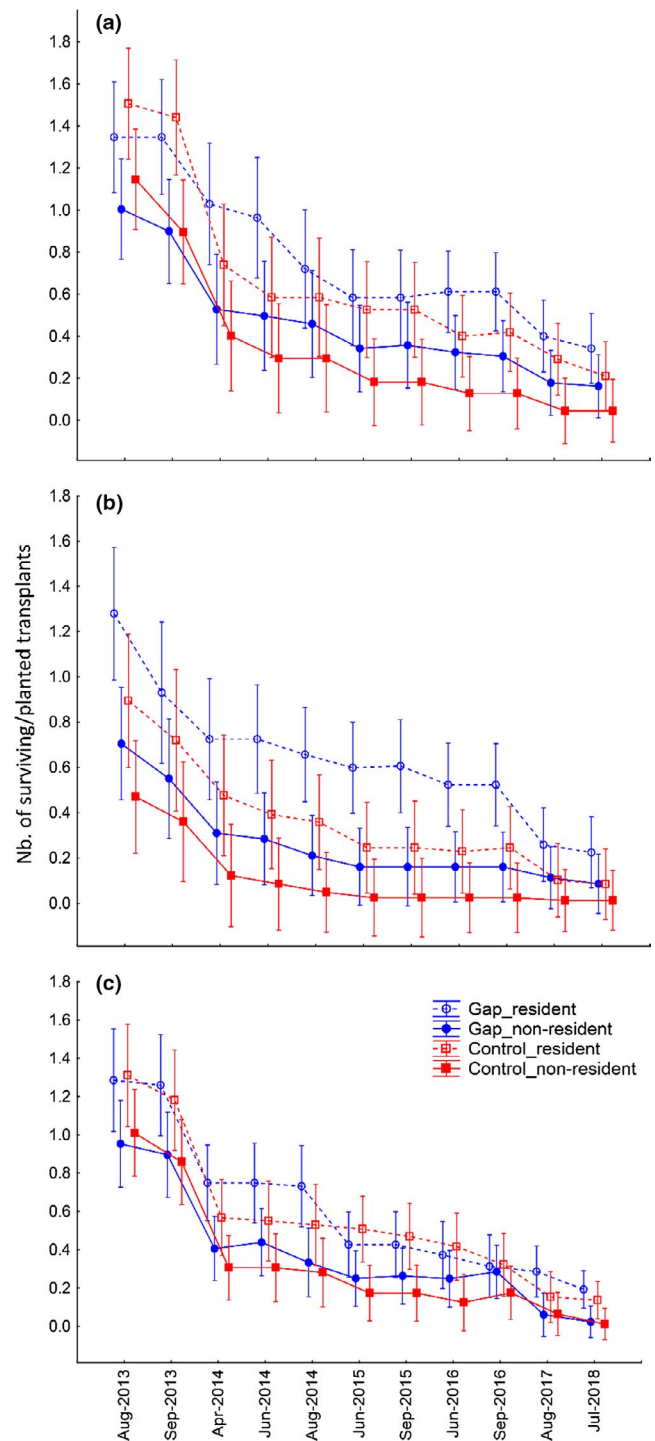 (a)
1.8
1.6
1.4
1.2
1.0
0.8
0.6
0.4
0.2
0.0
Nb. of surviving/planted transplants
(b)
1.8
1.6
1.4
1.2
1.0
0.8
0.6
0.4
0.2
0.0
(c)
1.8
1.6
1.4
1.2
1.0
0.8
0.6
0.4
0.2
0.0
Gap_resident
Gap_non-resident
Control_resident
Control_non-resident
Aug-2013
Sep-2013
Apr-2014
Jun-2014
Aug-2014
Jun-2015
Sep-2015
Jun-2016
Sep-2016
Aug-2017
Jul-2018